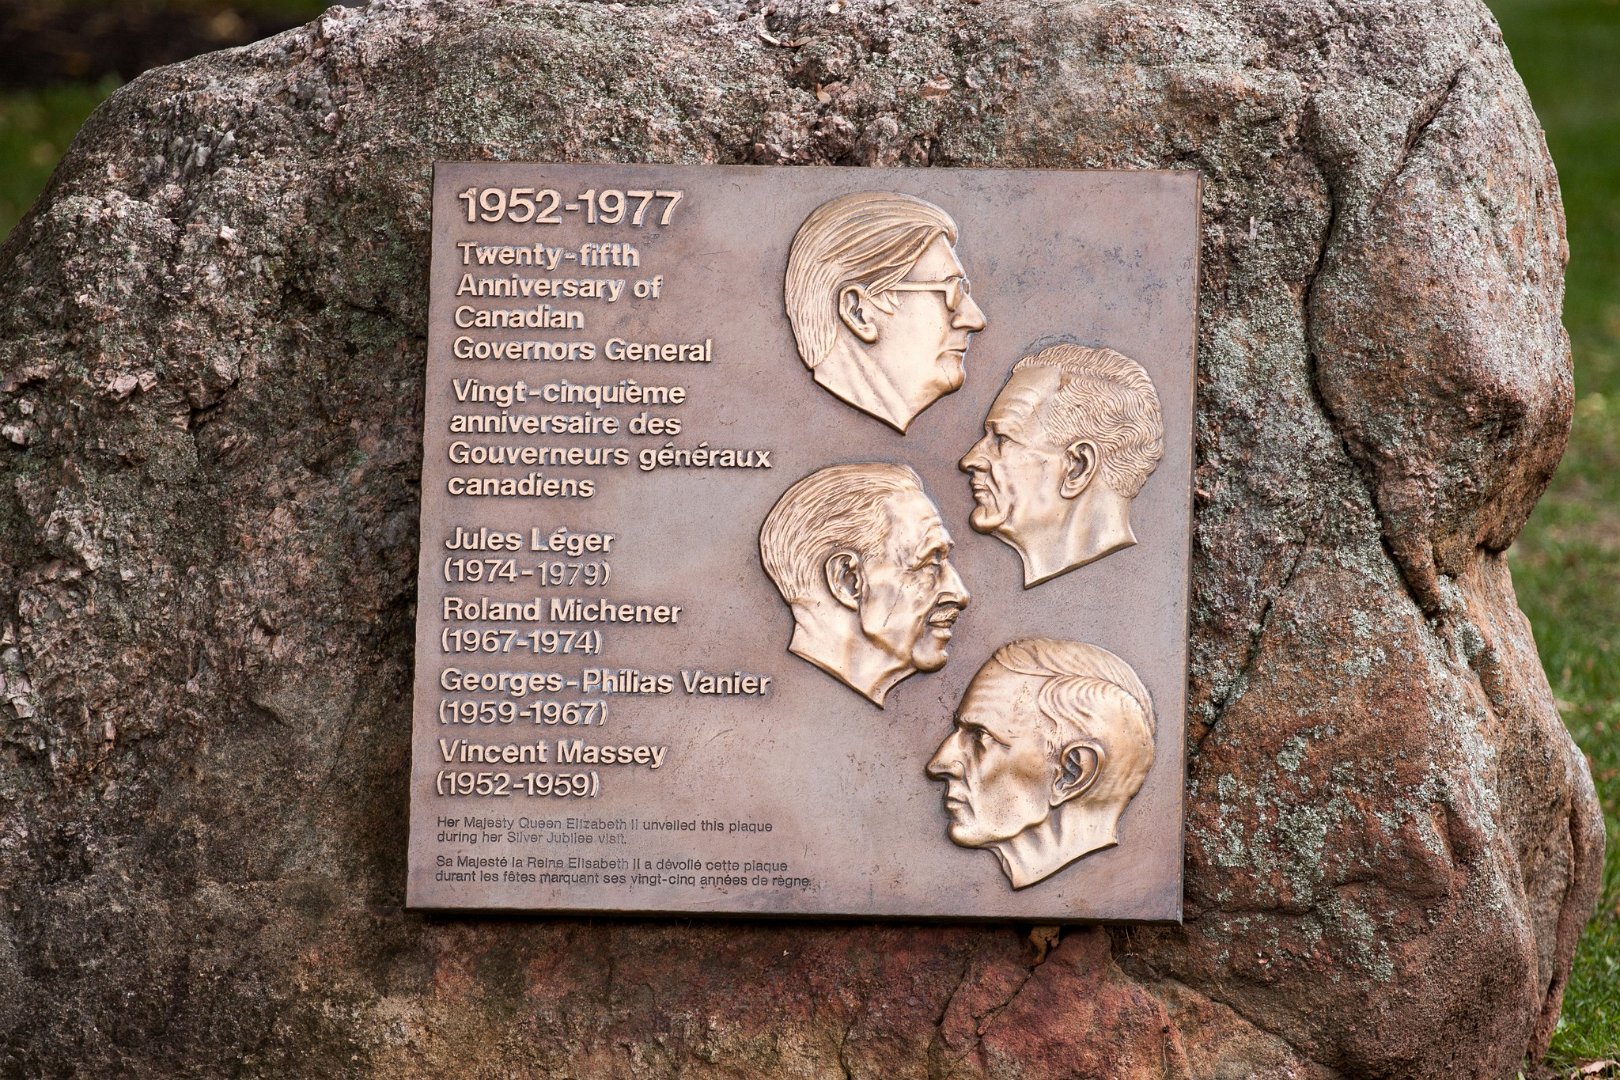 1952-1977
Twenty-fifth
Anniversary of
Canadian
Governors General
Vingt-cinquième
anniversaire des
Gouverneurs généraux
canadiens
Jules Léger
(1974-1979)
Roland Michener
(1967-1974)
Georges-Philias Vanier
(1959-1967)
Vincent Massey
(1952-1959)
Her Majesty Queen Elizabeth II unveiled this plaque
during her Silver Jubilee visit.
Sa Majesté la Reine Elisabeth II a dévoilé cette plaque
durant les fêtes marquant ses vingt-cinq années de règne.